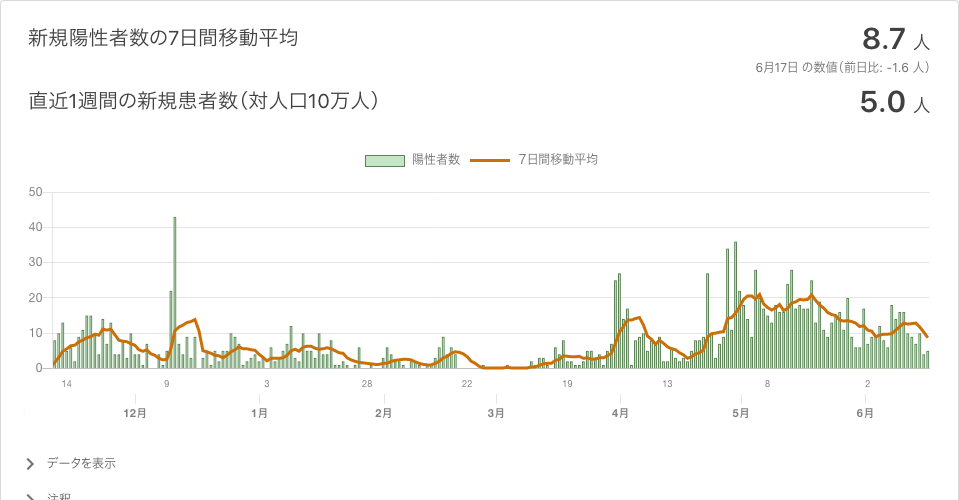 新規陽性者数の7日間移動平均
8.7 人
6月17日 の数値（前日比: -1.6 人）
直近1週間の新規患者数（対人口10万人）
5.0 人
陽性者数 7日間移動平均
50
40
30
20
10
0
14 9 3 28 22 19 13 8 2
12月 1月 2月 3月 4月 5月 6月
データを表示
注釈